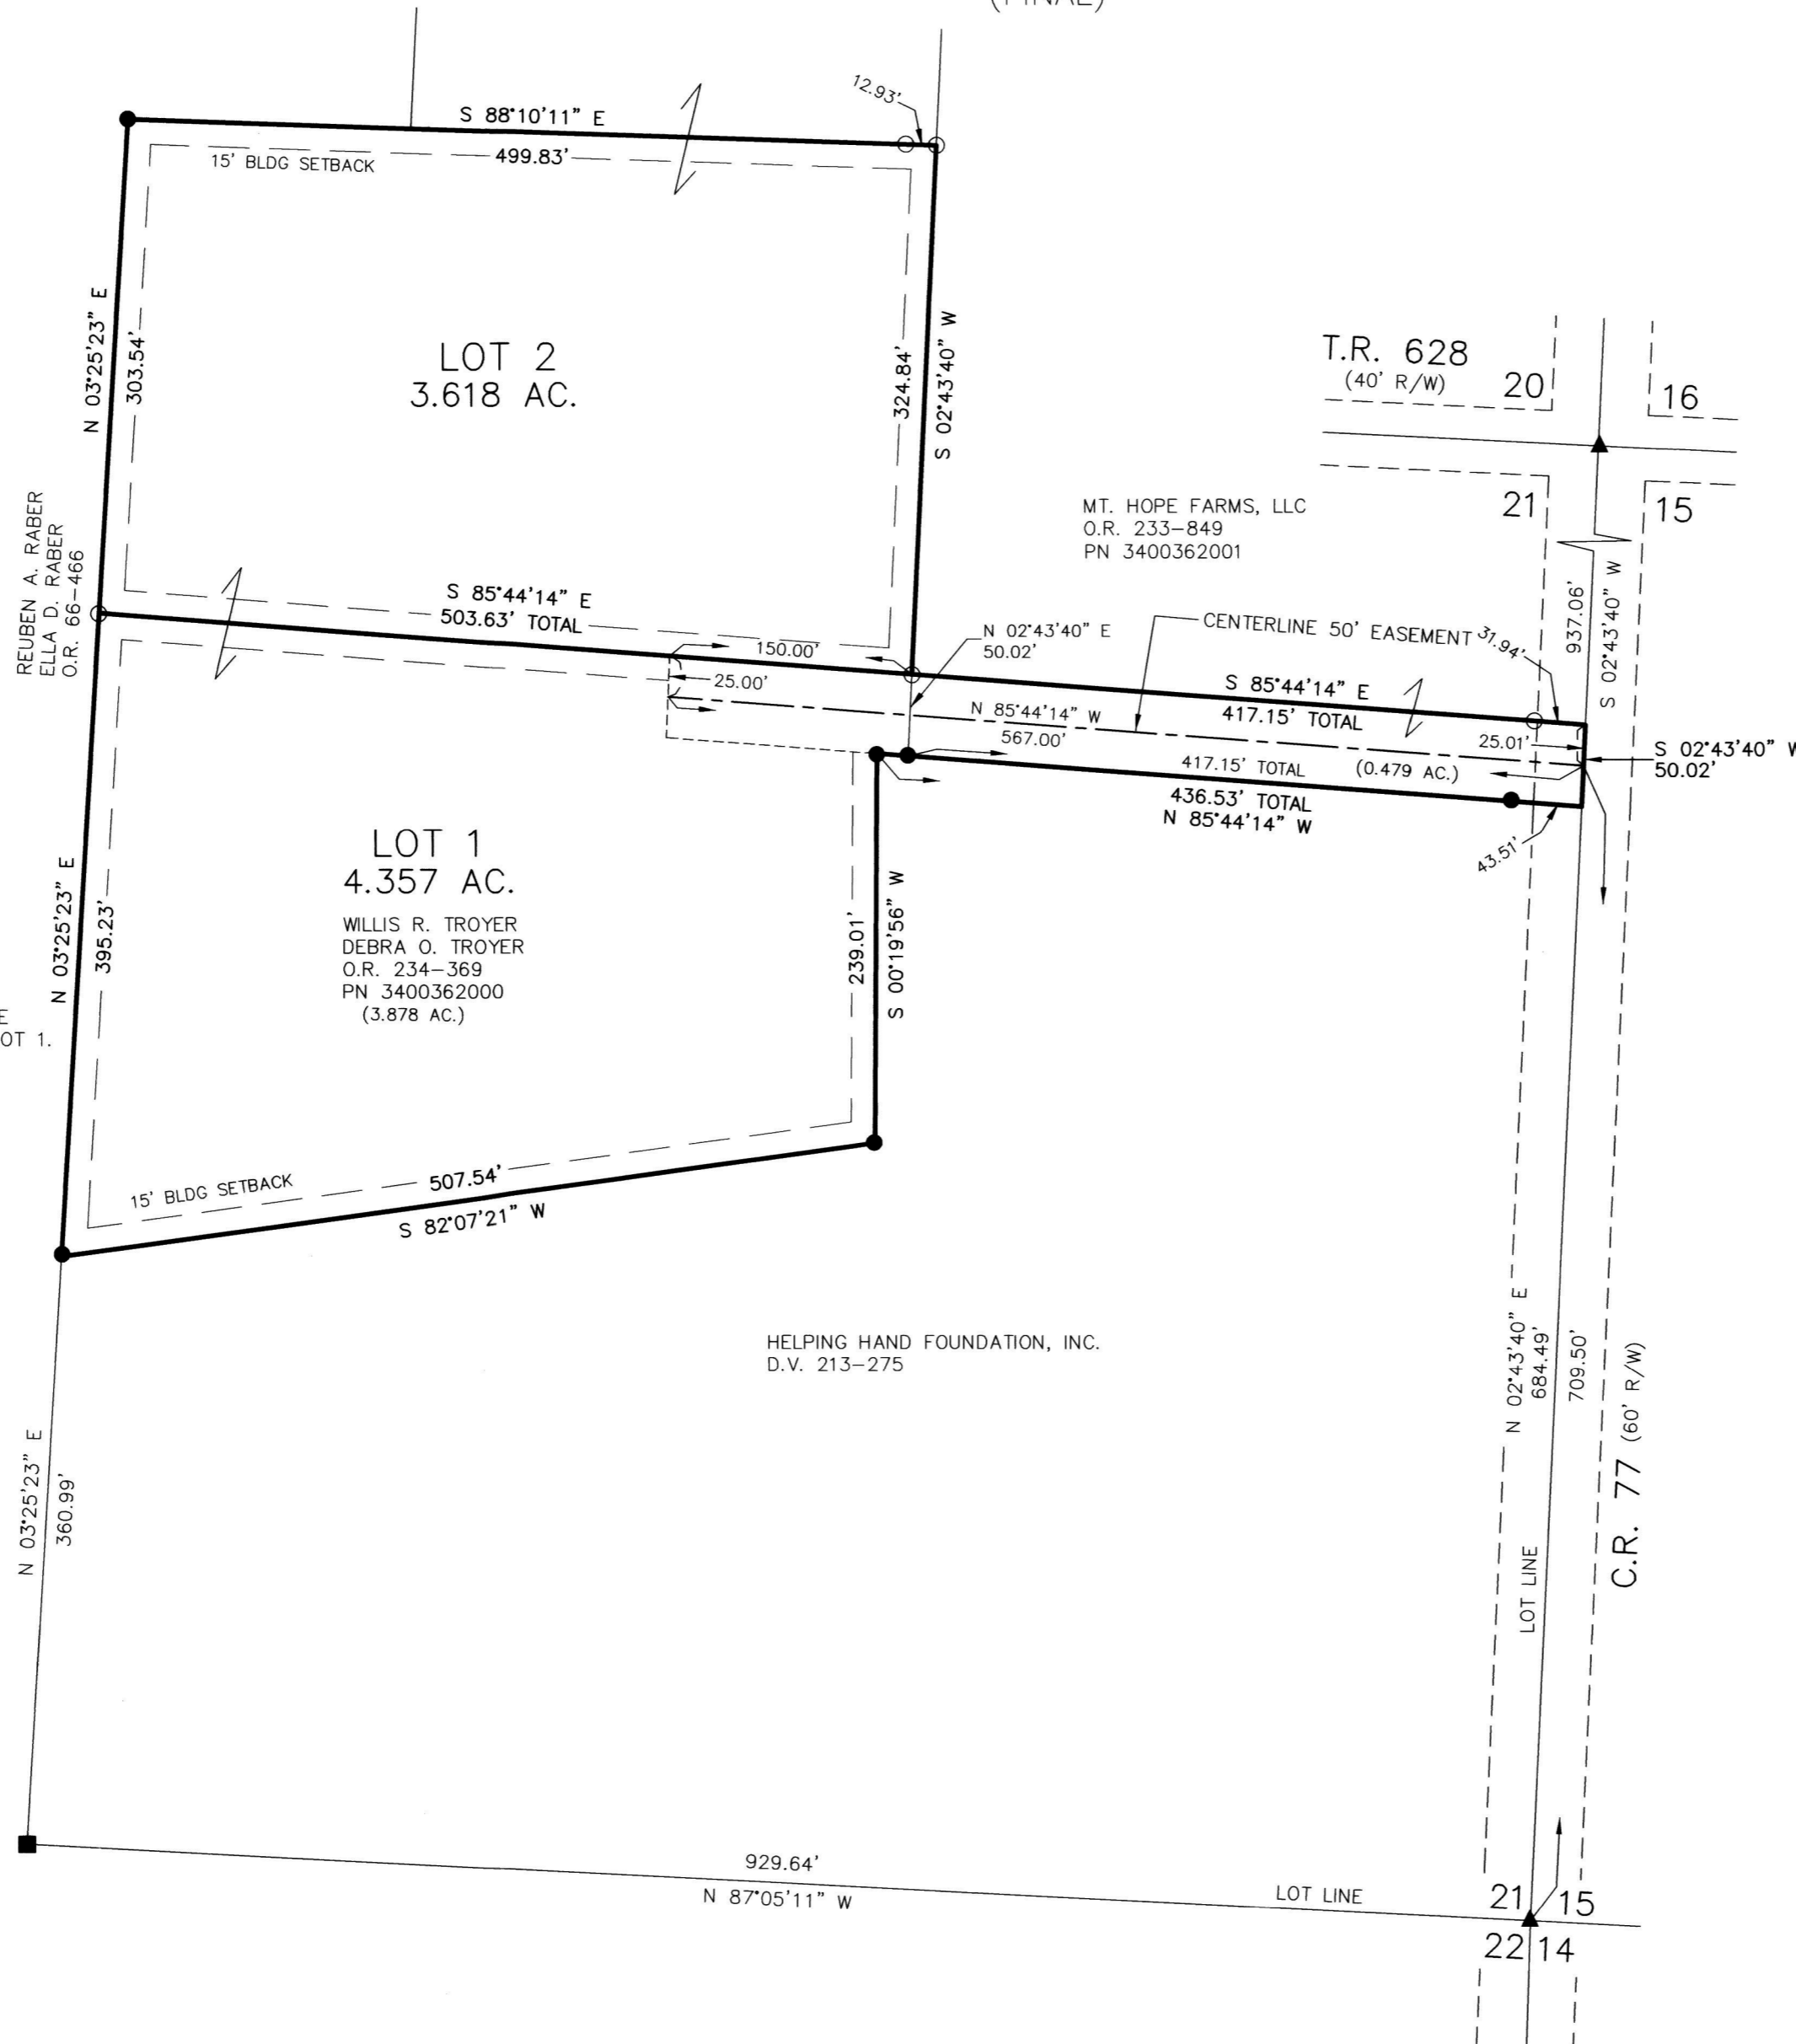 (FINAL)
12.93'
S 88°10'11" E
499.83'
15' BLDG SETBACK
N 03°25'23" E
303.54'
LOT 2
3.618 AC.
324.84'
S 02°43'40" W
T.R. 628
(40' R/W)
20
16
21
15
MT. HOPE FARMS, LLC
O.R. 233-849
PN 3400362001
REUBEN A. RABER
ELLA D. RABER
O.R. 66-466
S 85°44'14" E
503.63' TOTAL
150.00'
25.00'
N 02°43'40" E
50.02'
CENTERLINE 50' EASEMENT
31.94'
937.06'
S 02°43'40" W
S 85°44'14" E
417.15' TOTAL
N 85°44'14" W
567.00'
25.01'
S 02°43'40" W
50.02'
417.15' TOTAL
(0.479 AC.)
436.53' TOTAL
N 85°44'14" W
43.51'
LOT 1
4.357 AC.
WILLIS R. TROYER
DEBRA O. TROYER
O.R. 234-369
PN 3400362000
(3.878 AC.)
N 03°25'23" E
395.23'
239.01'
S 00°19'56" W
E
OT 1.
15' BLDG SETBACK
507.54'
S 82°07'21" W
HELPING HAND FOUNDATION, INC.
D.V. 213-275
N 02°43'40" E
684.49'
709.50'
C.R. 77 (60' R/W)
LOT LINE
N 03°25'23" E
360.99'
929.64'
N 87°05'11" W
LOT LINE
21
15
22
14